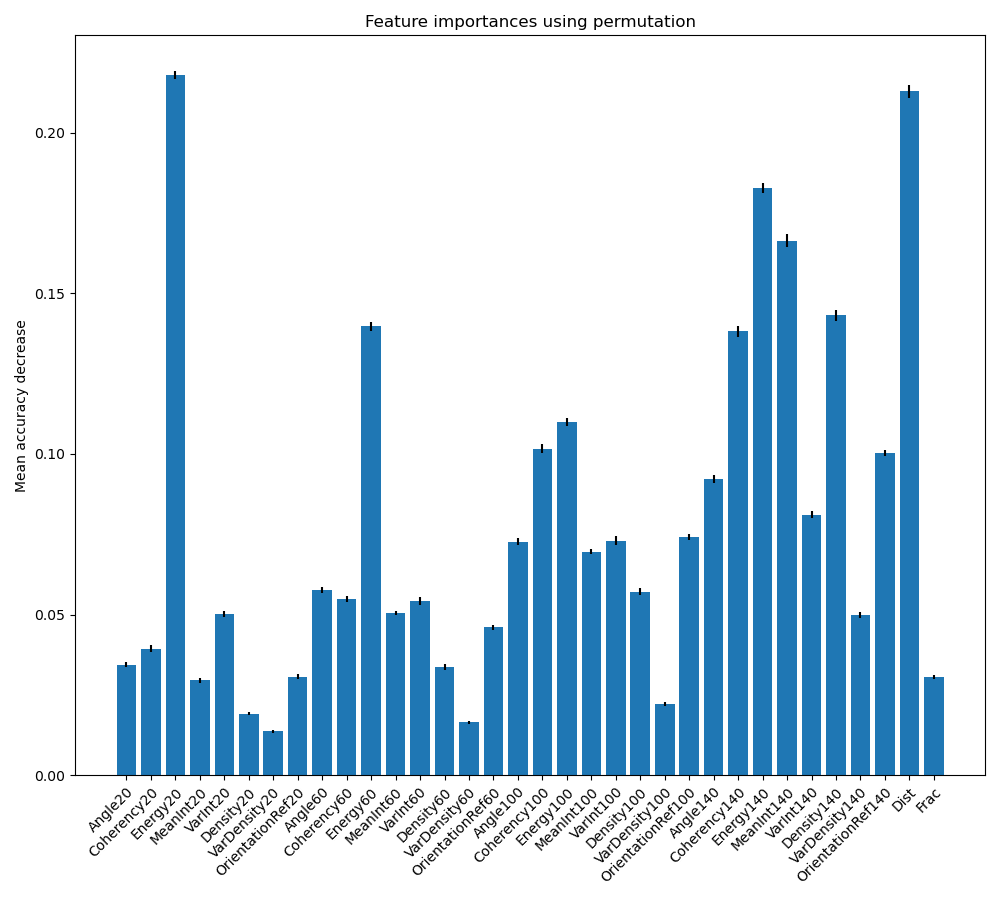 Feature importances using permutation
Mean accuracy decrease
0.20
0.15
0.10
0.05
0.00
Angle20
Coherency20
Energy20
MeanInt20
VarInt20
Density20
VarDensity20
OrientationRef20
Angle60
Coherency60
Energy60
MeanInt60
VarInt60
Density60
VarDensity60
OrientationRef60
Angle100
Coherency100
Energy100
MeanInt100
VarInt100
Density100
VarDensity100
OrientationRef100
Angle140
Coherency140
Energy140
MeanInt140
VarInt140
Density140
VarDensity140
OrientationRef140
Dist
Frac